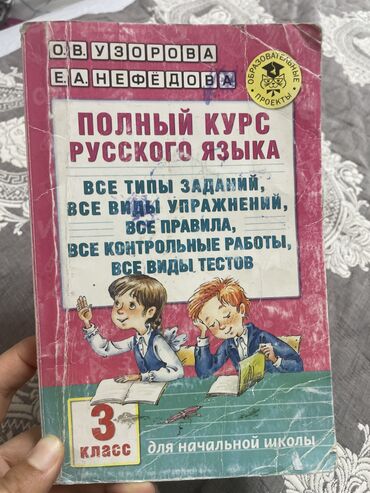 О.В.УЗОРОВА
Е.А.НЕФЁДОВА
ОБРАЗОВАТЕЛЬНЫЕ
ПРОЕКТЫ
ПОЛНЫЙ КУРС
РУССКОГО ЯЗЫКА
ВСЕ ТИПЫ ЗАДАНИЙ,
ВСЕ ВИДЫ УПРАЖНЕНИЙ,
ВСЕ ПРАВИЛА,
ВСЕ КОНТРОЛЬНЫЕ РАБОТЫ,
ВСЕ ВИДЫ ТЕСТОВ
3
КЛАСС
для начальной школы